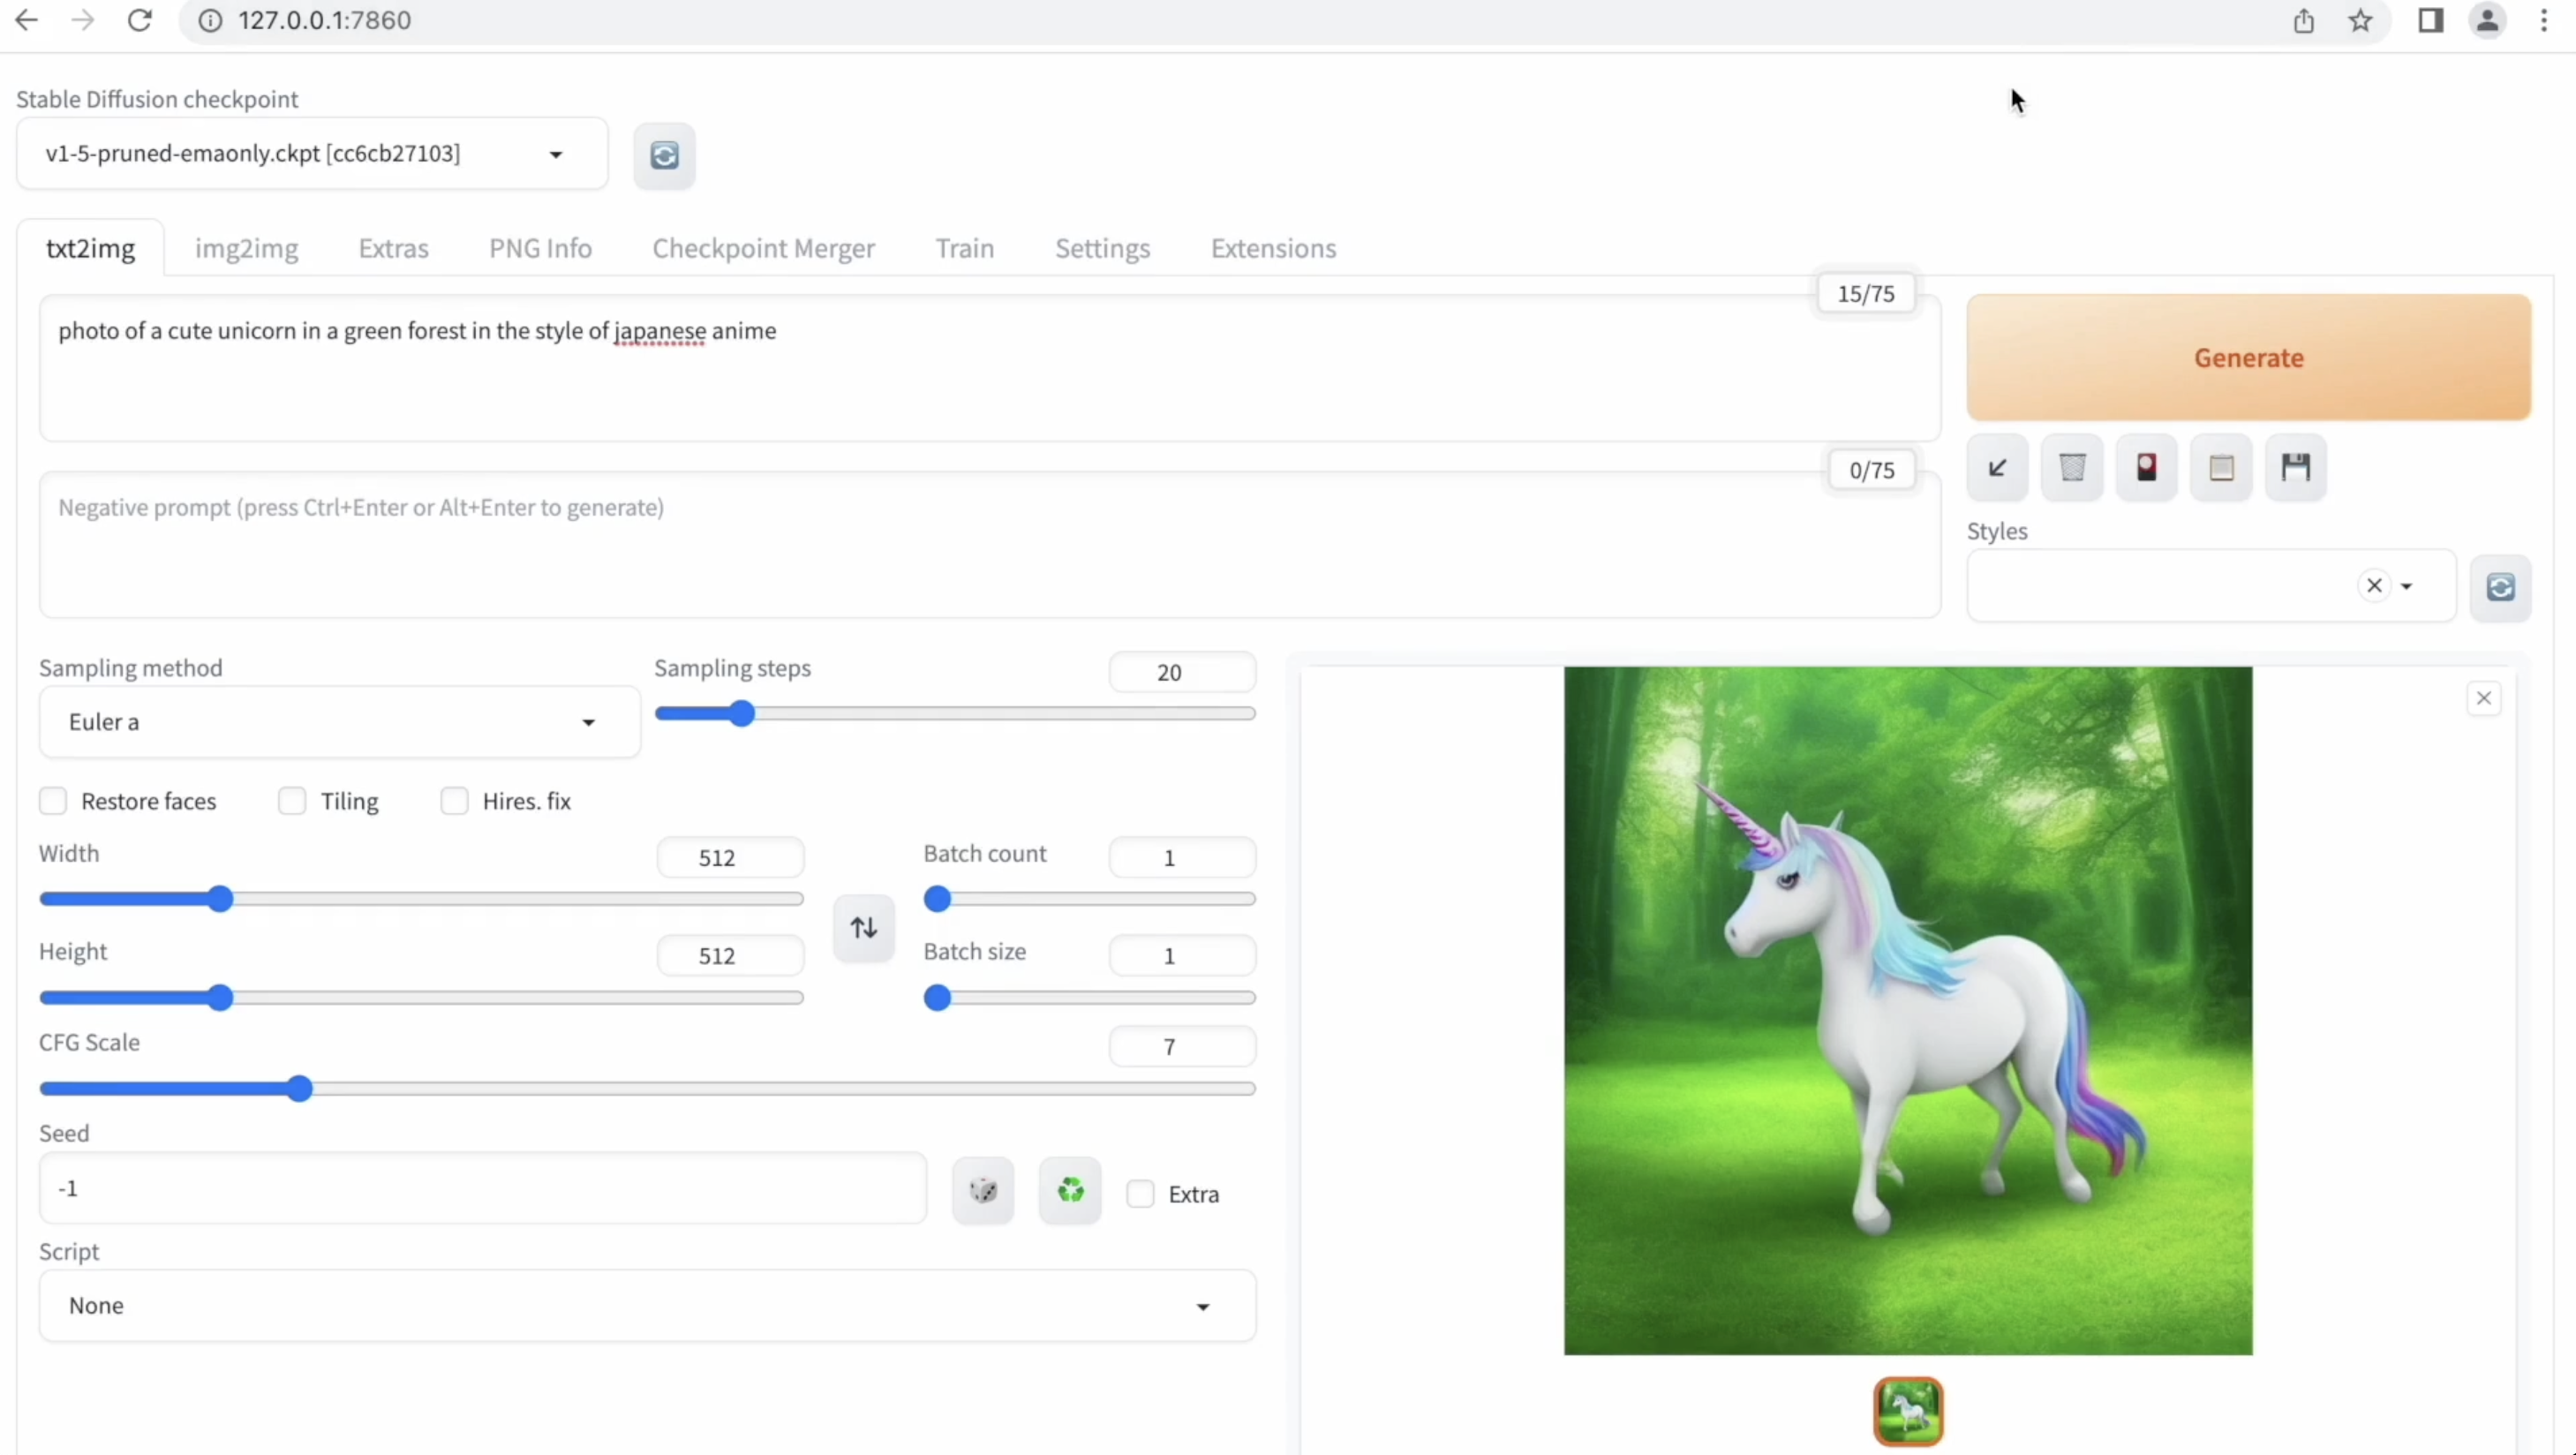 127.0.0.1:7860
Stable Diffusion checkpoint
v1-5-pruned-emaonly.ckpt [cc6cb27103]
txt2img
img2img
Extras
PNG Info
Checkpoint Merger
Train
Settings
Extensions
15/75
photo of a cute unicorn in a green forest in the style of japanese anime
Generate
0/75
Negative prompt (press Ctrl+Enter or Alt+Enter to generate)
Styles
Sampling method
Euler a
Sampling steps
20
Restore faces
Tiling
Hires. fix
Width
512
Batch count
1
Height
512
Batch size
1
CFG Scale
7
Seed
-1
Extra
Script
None